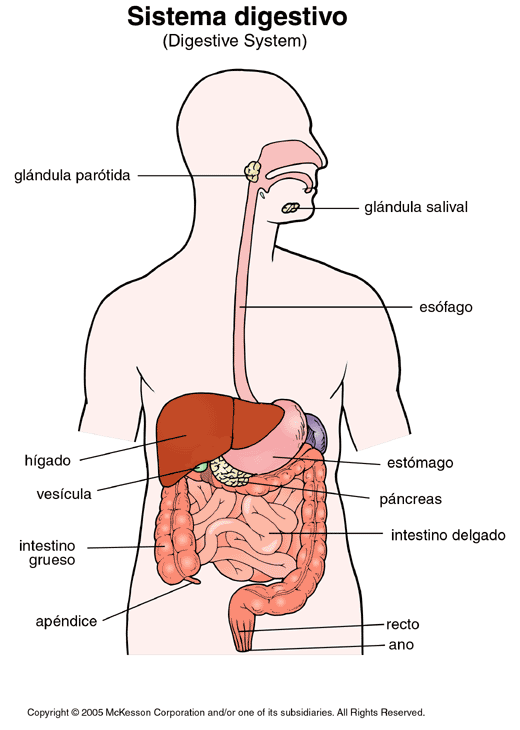 Sistema digestivo
(Digestive System)
glándula parótida
glándula salival
esófago
hígado
estómago
vesícula
páncreas
intestino delgado
intestino
grueso
apéndice
recto
ano
Copyright © 2005 McKesson Corporation and/or one of its subsidiaries. All Rights Reserved.